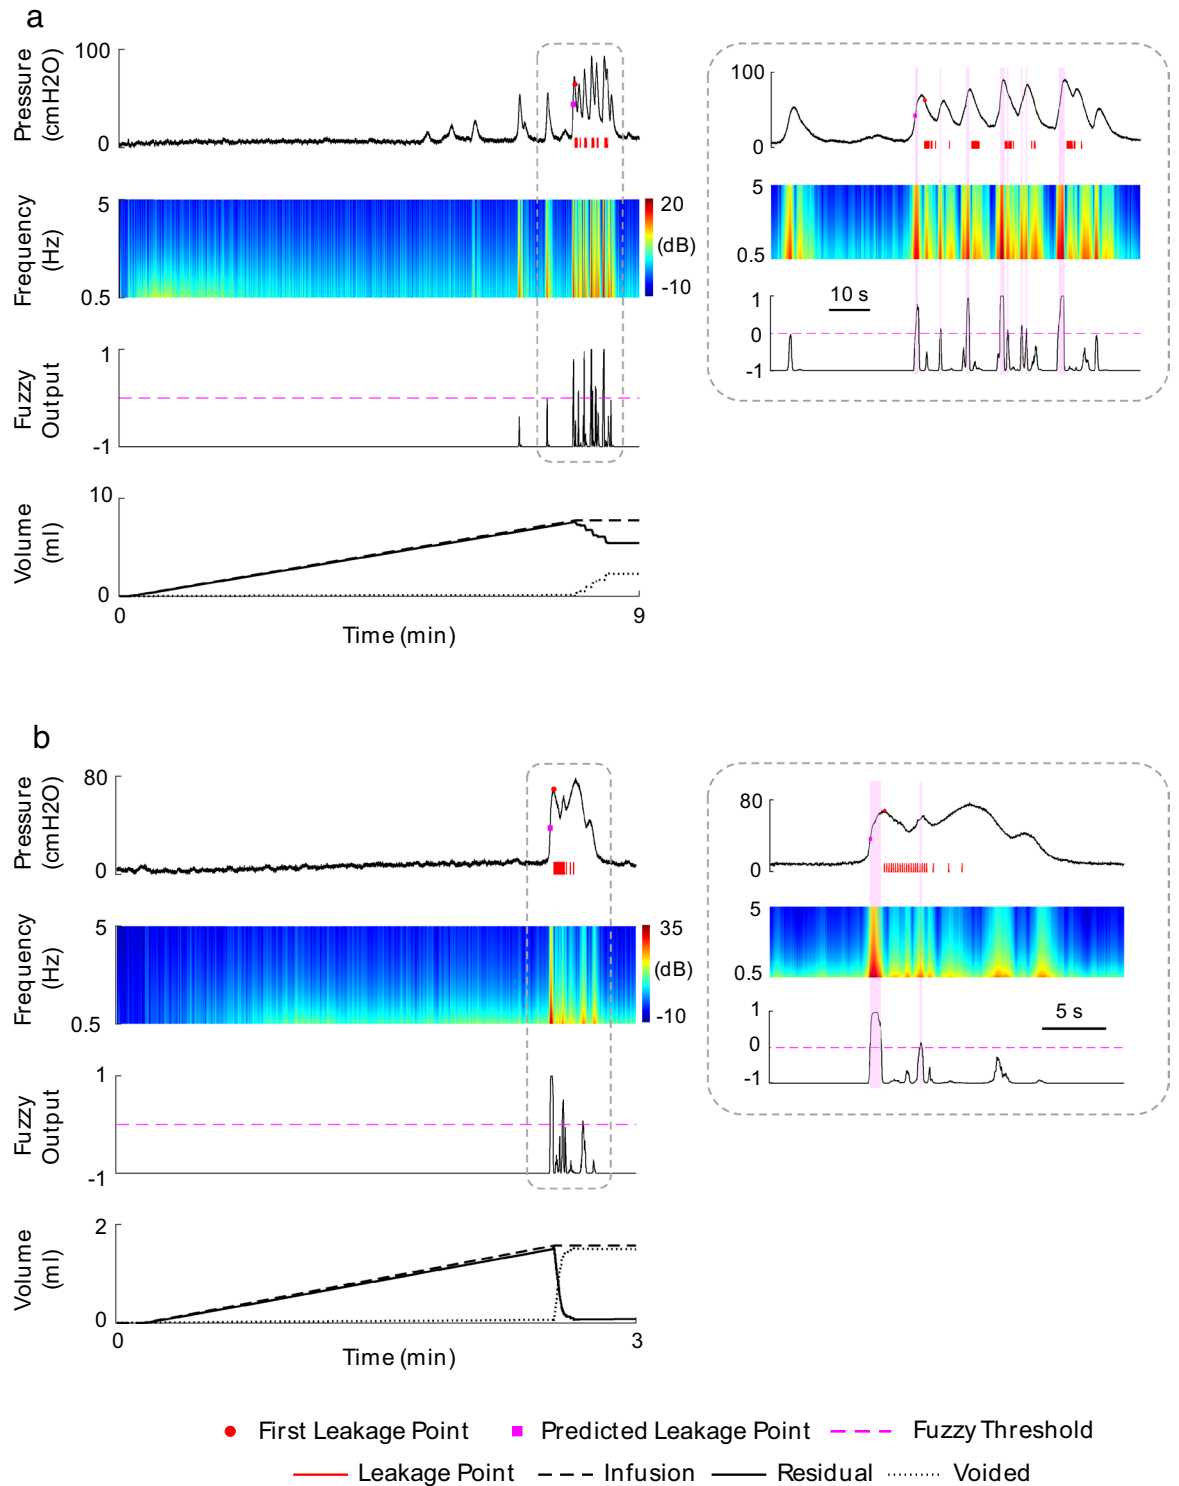 a
Pressure
(cmH2O)
100
0
Frequency
(Hz)
5
0.5
20
(dB)
-10
Fuzzy
Output
1
-1
Volume
(ml)
10
0
0
9
Time (min)
100
0
5
0.5
10 s
1
0
-1
b
Pressure
(cmH2O)
80
0
Frequency
(Hz)
5
0.5
35
(dB)
-10
Fuzzy
Output
1
-1
Volume
(ml)
2
0
0
3
Time (min)
80
0
5
0.5
1
0
-1
5 s
First Leakage Point
Predicted Leakage Point
Fuzzy Threshold
Leakage Point
Infusion
Residual
Voided